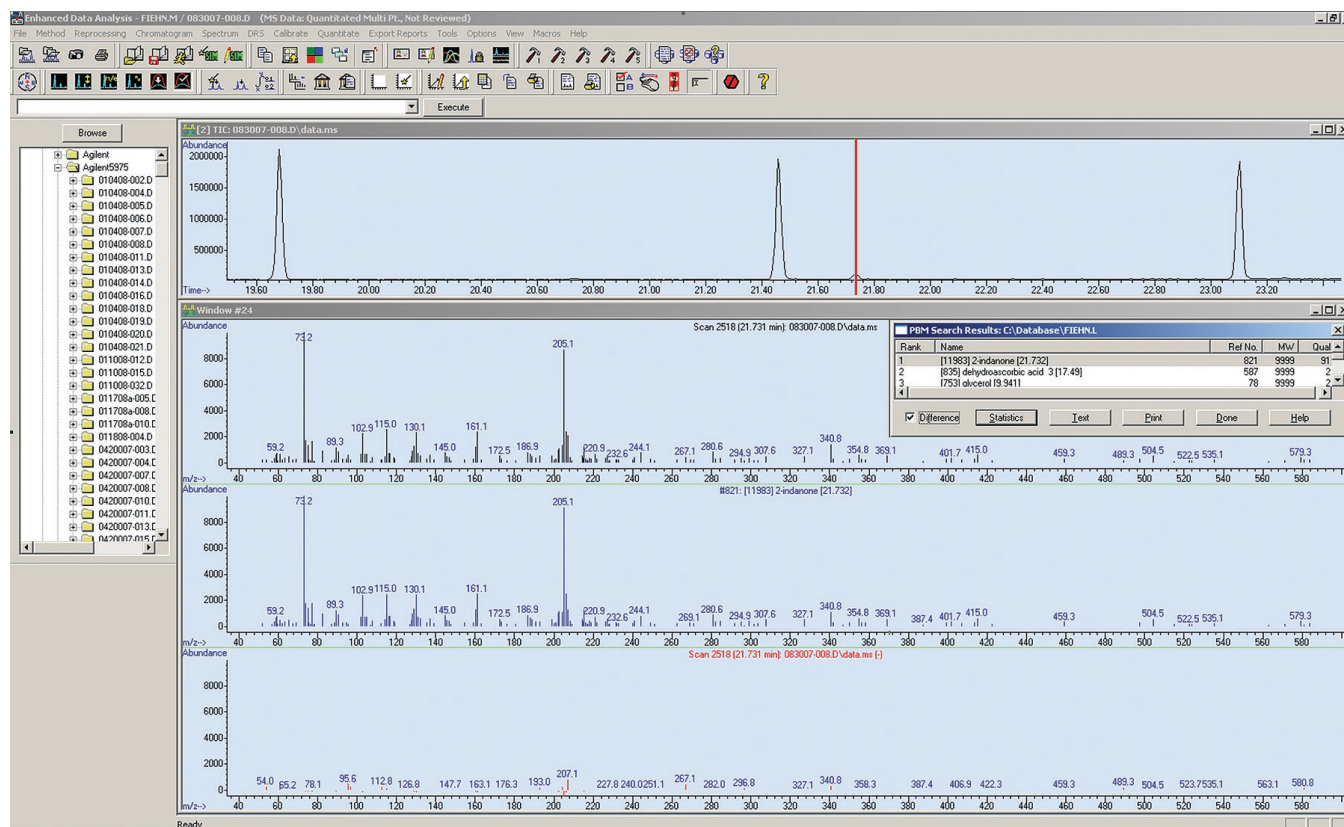 Enhanced Data Analysis - FIEHN.M / 083007-008.D (MS Data: Quantitated Multi Pt., Not Reviewed)
File Method Reprocessing Chromatogram Spectrum DRS Calibrate Quantitate Export Reports Tools Options View Macros Help
Execute
Browse
Agilent
Agilent5975
010408-002.D
010408-004.D
010408-005.D
010408-006.D
010408-007.D
010408-008.D
010408-011.D
010408-013.D
010408-014.D
010408-016.D
010408-018.D
010408-019.D
010408-020.D
010408-021.D
011008-012.D
011008-015.D
011008-032.D
011708a-005.D
011708a-008.D
011708a-010.D
011808-004.D
0420007-003.D
0420007-004.D
0420007-007.D
0420007-008.D
0420007-010.D
0420007-011.D
0420007-013.D
0420007-015.D
[2] TIC: 083007-008.D\data.ms
Abundance
2000000
1500000
1000000
500000
Time-->
19.60 19.80 20.00 20.20 20.40 20.60 20.80 21.00 21.20 21.40 21.60 21.80 22.00 22.20 22.40 22.60 22.80 23.00 23.20
Window #24
Abundance
Scan 2518 (21.731 min): 083007-008.D\data.ms
73.2 205.1
8000
6000
4000
2000
0
59.2 89.3 102.9 115.0 130.1 145.0 161.1 172.5 186.9 220.9 232.6 244.1 267.1 280.6 294.9 307.6 327.1 340.8 354.8 369.1 401.7 415.0 459.3 489.3 504.5 522.5 535.1 579.3
m/z-->
40 60 80 100 120 140 160 180 200 220 240 260 280 300 320 340 360 380 400 420 440 460 480 500 520 540 560 580
PBM Search Results: C:\Database\FIEHN.L
Rank Name Ref No. MW Qual
1 [11983] 2-indanone [21.732] 821 9999 91
2 [835] dehydroascorbic acid 3 [17.49] 587 9999 2
3 [753] glycerol [9.941] 78 9999 2
Difference Statistics Text Print Done Help
Abundance
#821: [11983] 2-indanone [21.732]
73.2 205.1
8000
6000
4000
2000
0
59.2 89.3 102.9 115.0 130.1 145.0 161.1 172.5 186.9 220.9 232.6 244.1 269.1 280.6 294.9 307.6 327.1 340.8 354.8 369.1 387.4 401.7 415.0 459.3 504.5 522.5 535.1 579.3
m/z-->
40 60 80 100 120 140 160 180 200 220 240 260 280 300 320 340 360 380 400 420 440 460 480 500 520 540 560 580
Abundance
Scan 2518 (21.731 min): 083007-008.D\data.ms (-)
8000
6000
4000
2000
0
54.0 65.2 78.1 95.6 112.8 126.8 147.7 163.1 176.3 193.0 207.1 227.8 240.0 251.1 267.1 282.0 296.8 327.1 340.8 358.3 387.4 406.9 422.3 459.3 489.3 504.5 523.7 535.1 563.1 580.8
m/z-->
40 60 80 100 120 140 160 180 200 220 240 260 280 300 320 340 360 380 400 420 440 460 480 500 520 540 560 580
Ready